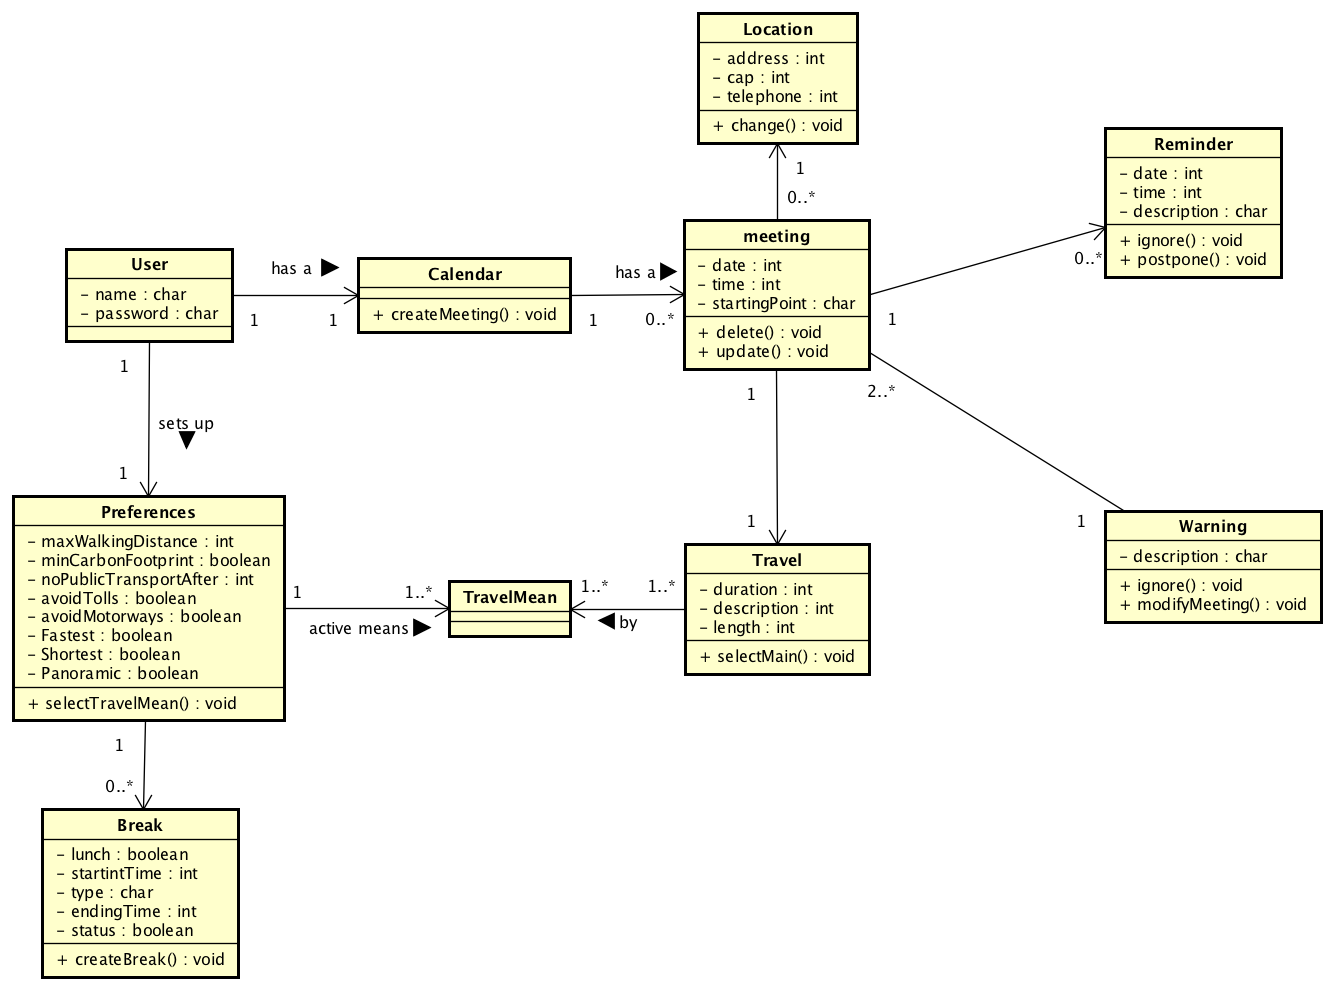 Location
- address : int
- cap : int
- telephone : int
+ change() : void
1
0..*
Reminder
- date : int
- time : int
- description : char
+ ignore() : void
+ postpone() : void
0..*
User
- name : char
- password : char
has a
1
1
Calendar
+ createMeeting() : void
has a
1
0..*
meeting
- date : int
- time : int
- startingPoint : char
+ delete() : void
+ update() : void
1
2..*
1
1
sets up
1
1
1
Preferences
- maxWalkingDistance : int
- minCarbonFootprint : boolean
- noPublicTransportAfter : int
- avoidTolls : boolean
- avoidMotorways : boolean
- Fastest : boolean
- Shortest : boolean
- Panoramic : boolean
+ selectTravelMean() : void
1
1..*
active means
TravelMean
1..*
1..*
by
Travel
- duration : int
- description : int
- length : int
+ selectMain() : void
1
Warning
- description : char
+ ignore() : void
+ modifyMeeting() : void
1
0..*
Break
- lunch : boolean
- startintTime : int
- type : char
- endingTime : int
- status : boolean
+ createBreak() : void